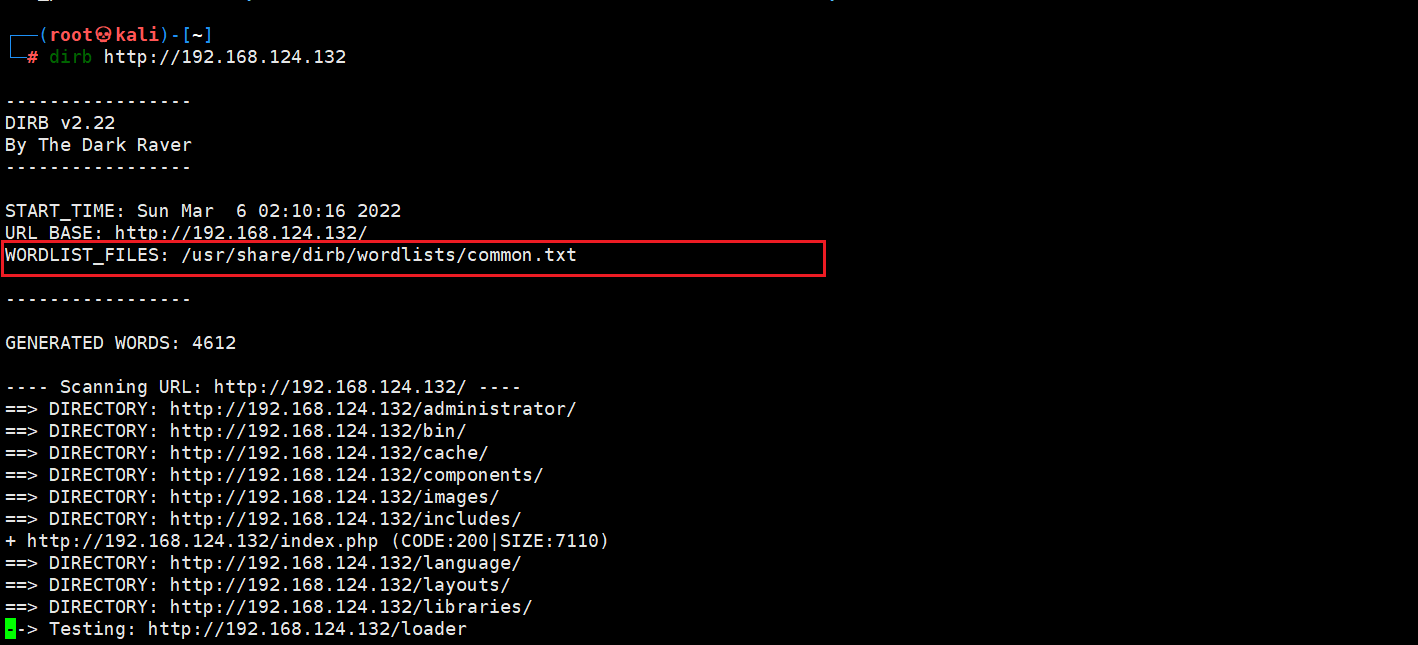 ┌──(root㉿kali)-[~]
└─# dirb http://192.168.124.132
-----------------
DIRB v2.22
By The Dark Raver
-----------------
START_TIME: Sun Mar  6 02:10:16 2022
URL_BASE: http://192.168.124.132/
WORDLIST_FILES: /usr/share/dirb/wordlists/common.txt
-----------------
GENERATED WORDS: 4612
---- Scanning URL: http://192.168.124.132/ ----
==> DIRECTORY: http://192.168.124.132/administrator/
==> DIRECTORY: http://192.168.124.132/bin/
==> DIRECTORY: http://192.168.124.132/cache/
==> DIRECTORY: http://192.168.124.132/components/
==> DIRECTORY: http://192.168.124.132/images/
==> DIRECTORY: http://192.168.124.132/includes/
+ http://192.168.124.132/index.php (CODE:200|SIZE:7110)
==> DIRECTORY: http://192.168.124.132/language/
==> DIRECTORY: http://192.168.124.132/layouts/
==> DIRECTORY: http://192.168.124.132/libraries/
--> Testing: http://192.168.124.132/loader